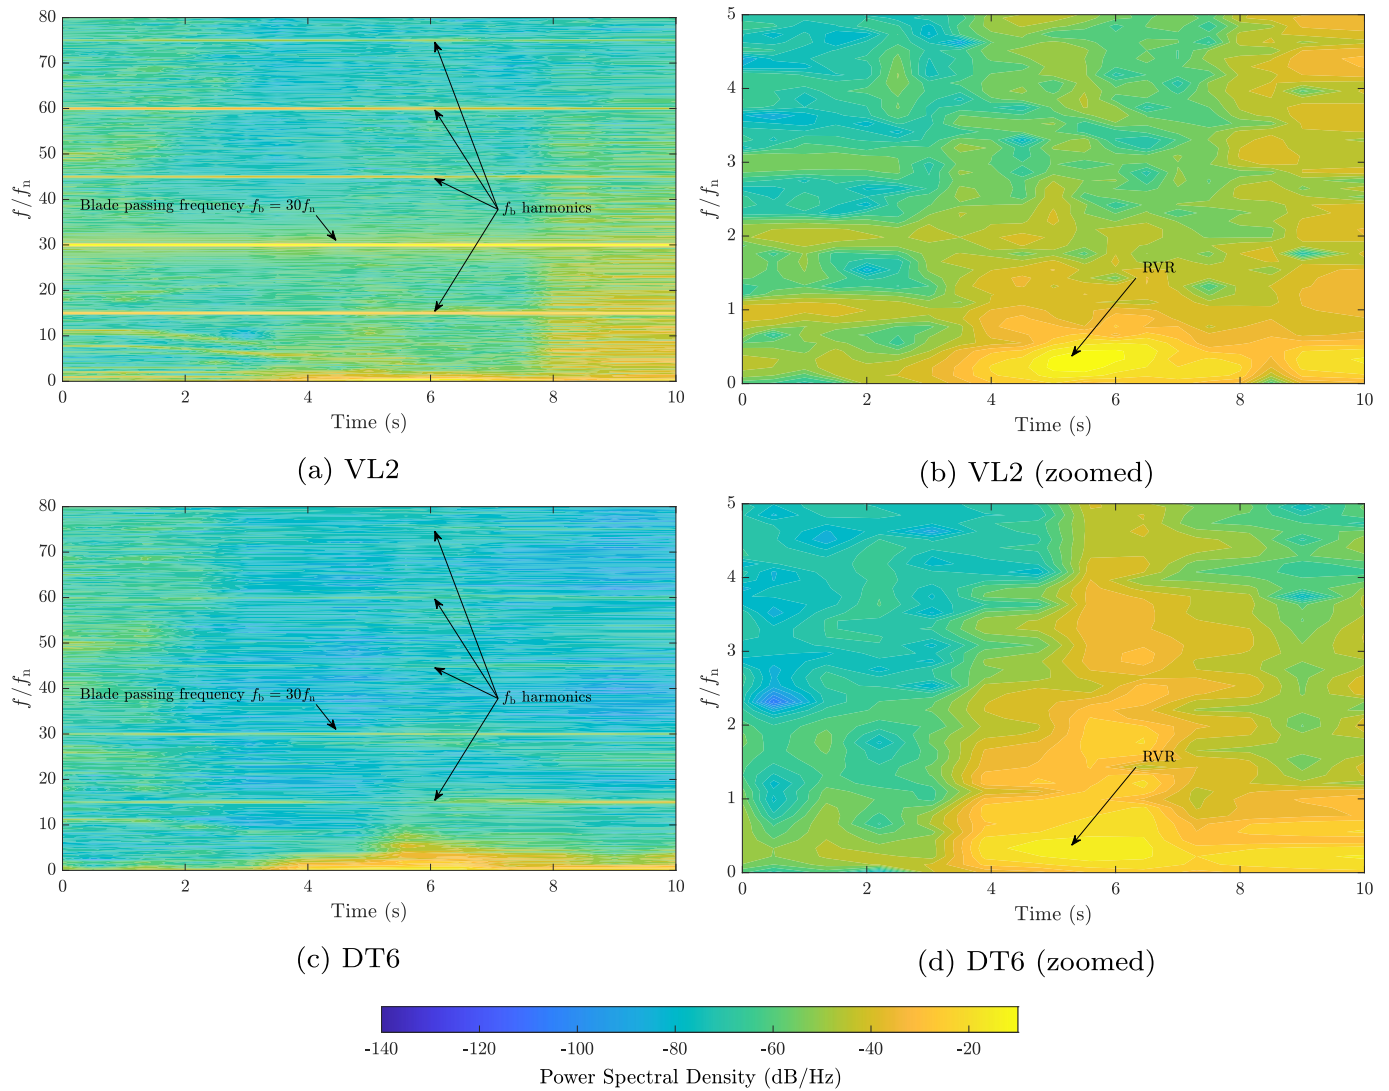 80
70
60
50
40
30
20
10
0
f/fn
Blade passing frequency fb = 30fn
fb harmonics
0 2 4 6 8 10
Time (s)
(a) VL2
5
4
3
2
1
0
f/fn
RVR
0 2 4 6 8 10
Time (s)
(b) VL2 (zoomed)
80
70
60
50
40
30
20
10
0
f/fn
Blade passing frequency fb = 30fn
fb harmonics
0 2 4 6 8 10
Time (s)
(c) DT6
5
4
3
2
1
0
f/fn
RVR
0 2 4 6 8 10
Time (s)
(d) DT6 (zoomed)
-140 -120 -100 -80 -60 -40 -20
Power Spectral Density (dB/Hz)